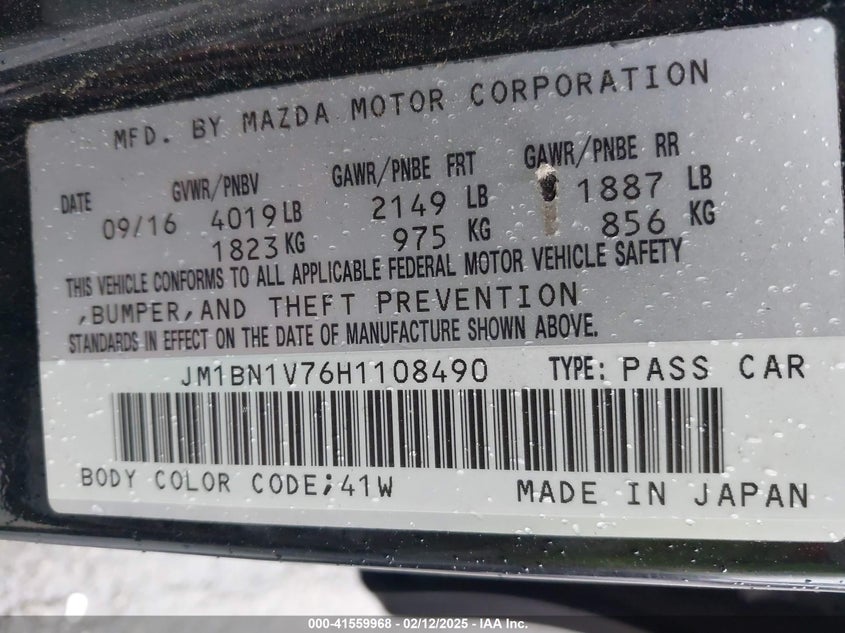 MFD. BY MAZDA MOTOR CORPORATION
DATE GVWR/PNBV GAWR/PNBE FRT GAWR/PNBE RR
09/16 4019 LB 2149 LB 1887 LB
1823 KG 975 KG 856 KG
THIS VEHICLE CONFORMS TO ALL APPLICABLE FEDERAL MOTOR VEHICLE SAFETY
,BUMPER,AND THEFT PREVENTION
STANDARDS IN EFFECT ON THE DATE OF MANUFACTURE SHOWN ABOVE.
JM1BN1V76H1108490 TYPE: PASS CAR
BODY COLOR CODE;41W MADE IN JAPAN
000-41559968 - 02/12/2025 - IAA Inc.